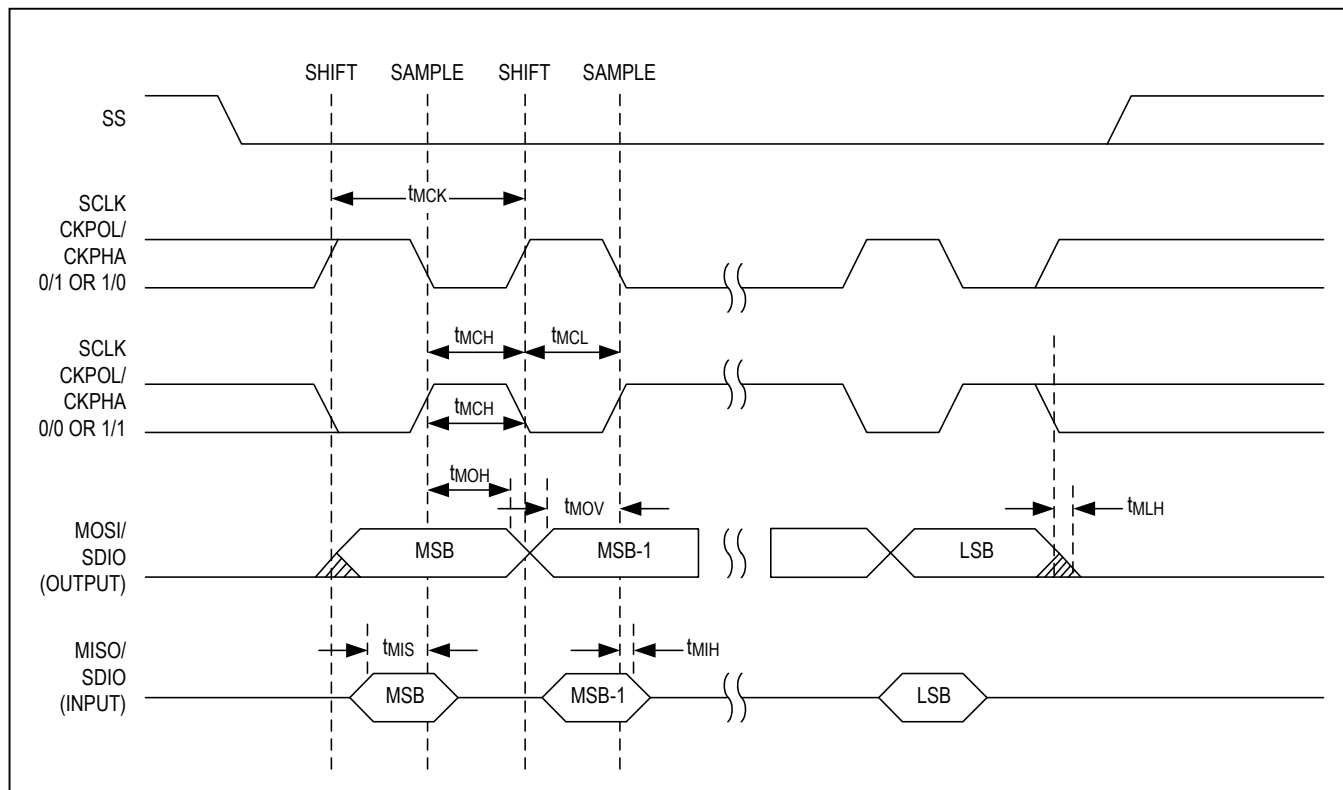 SHIFT SAMPLE SHIFT SAMPLE
SS
tMCK
SCLK
CKPOL/
CKPHA
0/1 OR 1/0
tMCH tMCL
SCLK
CKPOL/
CKPHA
0/0 OR 1/1
tMCH
tMOH
tMOV
tMLH
MOSI/
SDIO
(OUTPUT)
MSB MSB-1 LSB
tMIS tMIH
MISO/
SDIO
(INPUT)
MSB MSB-1 LSB